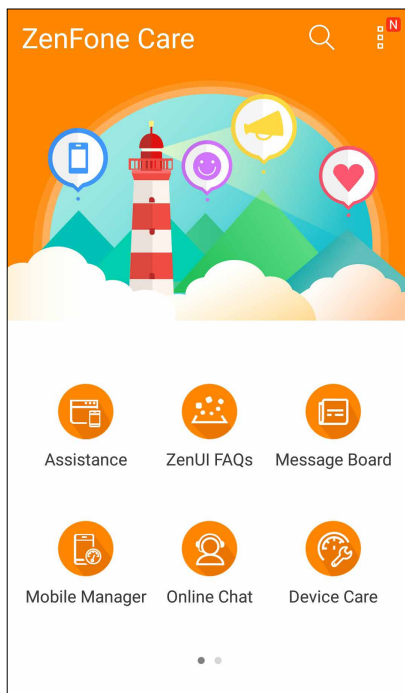 ZenFone Care
N
Assistance
ZenUI FAQs
Message Board
Mobile Manager
Online Chat
Device Care